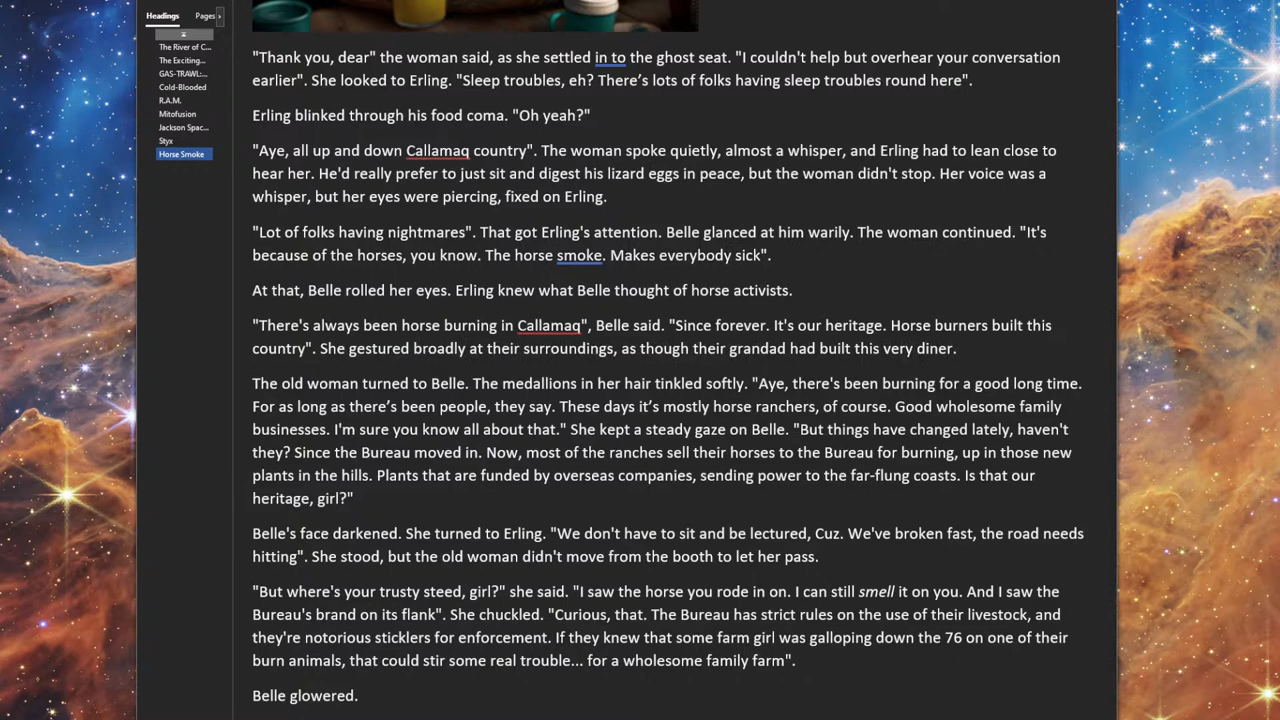 Headings
Pages
The River of C...
The Exciting...
GAS-TRAWL:...
Cold-Blooded
R.A.M.
Mitofusion
Jackson Spac...
Styx
Horse Smoke
"Thank you, dear" the woman said, as she settled in to the ghost seat. "I couldn't help but overhear your conversation
earlier". She looked to Erling. "Sleep troubles, eh? There’s lots of folks having sleep troubles round here".
Erling blinked through his food coma. "Oh yeah?"
"Aye, all up and down Callamaq country". The woman spoke quietly, almost a whisper, and Erling had to lean close to
hear her. He'd really prefer to just sit and digest his lizard eggs in peace, but the woman didn't stop. Her voice was a
whisper, but her eyes were piercing, fixed on Erling.
"Lot of folks having nightmares". That got Erling's attention. Belle glanced at him warily. The woman continued. "It's
because of the horses, you know. The horse smoke. Makes everybody sick".
At that, Belle rolled her eyes. Erling knew what Belle thought of horse activists.
"There's always been horse burning in Callamaq", Belle said. "Since forever. It's our heritage. Horse burners built this
country". She gestured broadly at their surroundings, as though their grandad had built this very diner.
The old woman turned to Belle. The medallions in her hair tinkled softly. "Aye, there's been burning for a good long time.
For as long as there’s been people, they say. These days it’s mostly horse ranchers, of course. Good wholesome family
businesses. I'm sure you know all about that." She kept a steady gaze on Belle. "But things have changed lately, haven't
they? Since the Bureau moved in. Now, most of the ranches sell their horses to the Bureau for burning, up in those new
plants in the hills. Plants that are funded by overseas companies, sending power to the far-flung coasts. Is that our
heritage, girl?"
Belle's face darkened. She turned to Erling. "We don't have to sit and be lectured, Cuz. We've broken fast, the road needs
hitting". She stood, but the old woman didn't move from the booth to let her pass.
"But where's your trusty steed, girl?" she said. "I saw the horse you rode in on. I can still smell it on you. And I saw the
Bureau's brand on its flank". She chuckled. "Curious, that. The Bureau has strict rules on the use of their livestock, and
they're notorious sticklers for enforcement. If they knew that some farm girl was galloping down the 76 on one of their
burn animals, that could stir some real trouble... for a wholesome family farm".
Belle glowered.